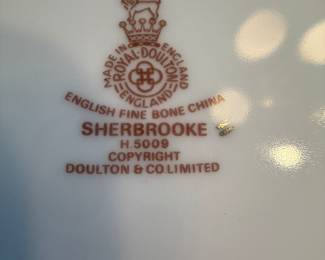 MADE IN ENGLAND
ROYAL·DOULTON
ENGLAND
ENGLISH FINE BONE CHINA
SHERBROOKE
H.5009
COPYRIGHT
DOULTON & CO.LIMITED